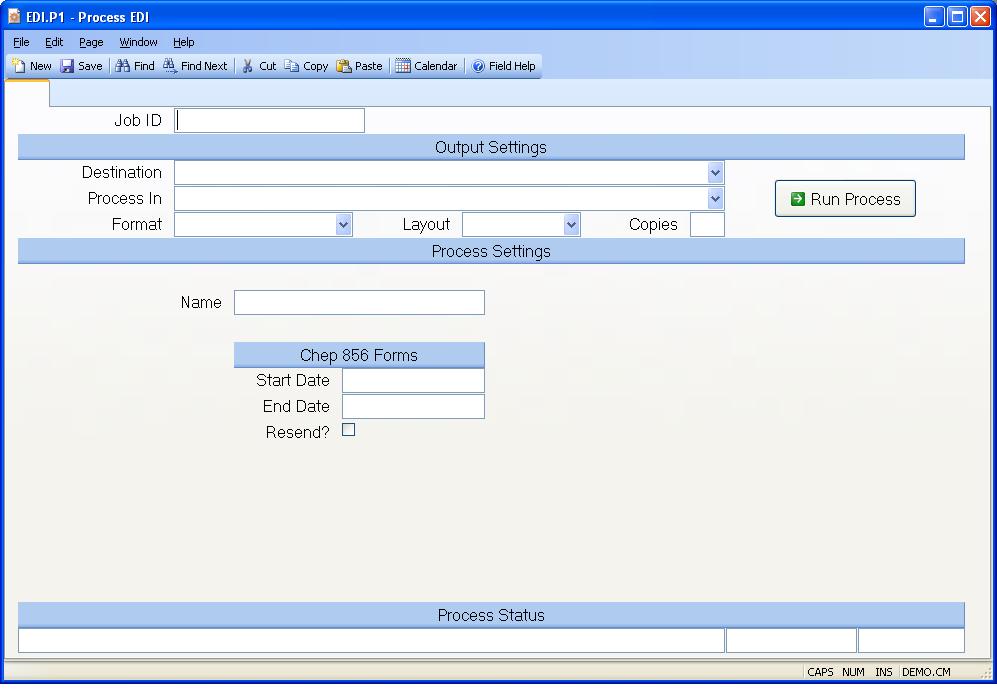 EDI.P1 - Process EDI
File Edit Page Window Help
New Save Find Find Next Cut Copy Paste Calendar Field Help
Job ID
Output Settings
Destination
Process In
Run Process
Format Layout Copies
Process Settings
Name
Chep 856 Forms
Start Date
End Date
Resend?
Process Status
CAPS NUM INS DEMO.CM